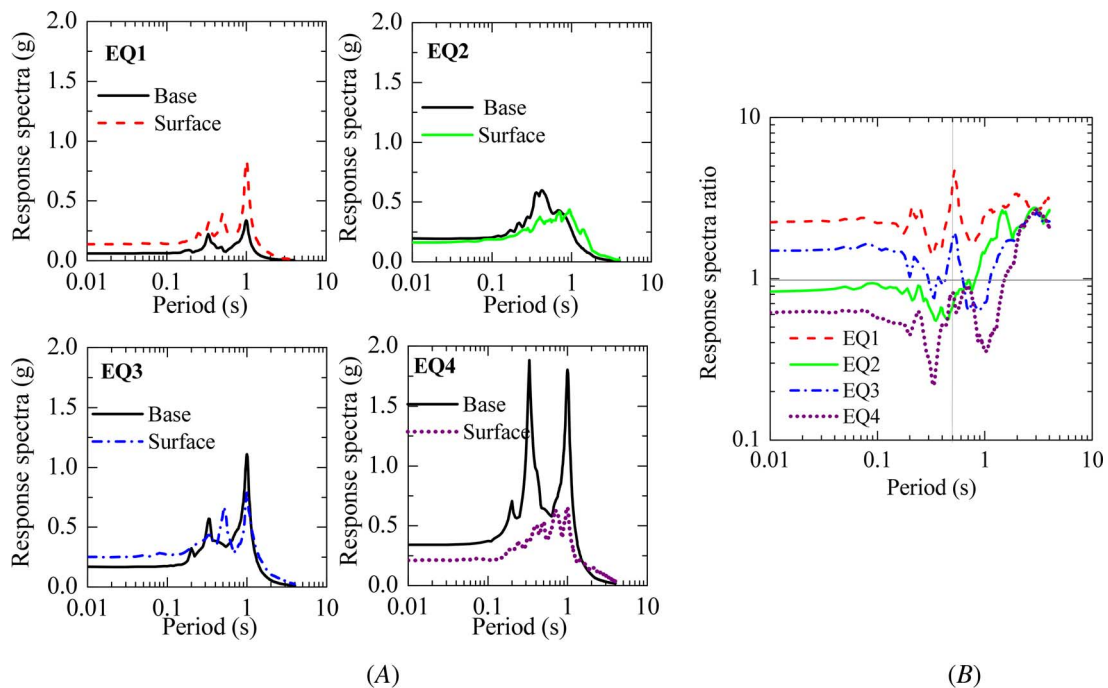 2.0
1.5
1.0
0.5
0.0
Response spectra (g)
EQ1
Base
Surface
0.01 0.1 1 10
Period (s)
2.0
1.5
1.0
0.5
0.0
Response spectra (g)
EQ2
Base
Surface
0.01 0.1 1 10
Period (s)
2.0
1.5
1.0
0.5
0.0
Response spectra (g)
EQ3
Base
Surface
0.01 0.1 1 10
Period (s)
2.0
1.5
1.0
0.5
0.0
Response spectra (g)
EQ4
Base
Surface
0.01 0.1 1 10
Period (s)
(A)
10
1
0.1
Response spectra ratio
EQ1
EQ2
EQ3
EQ4
0.01 0.1 1 10
Period (s)
(B)